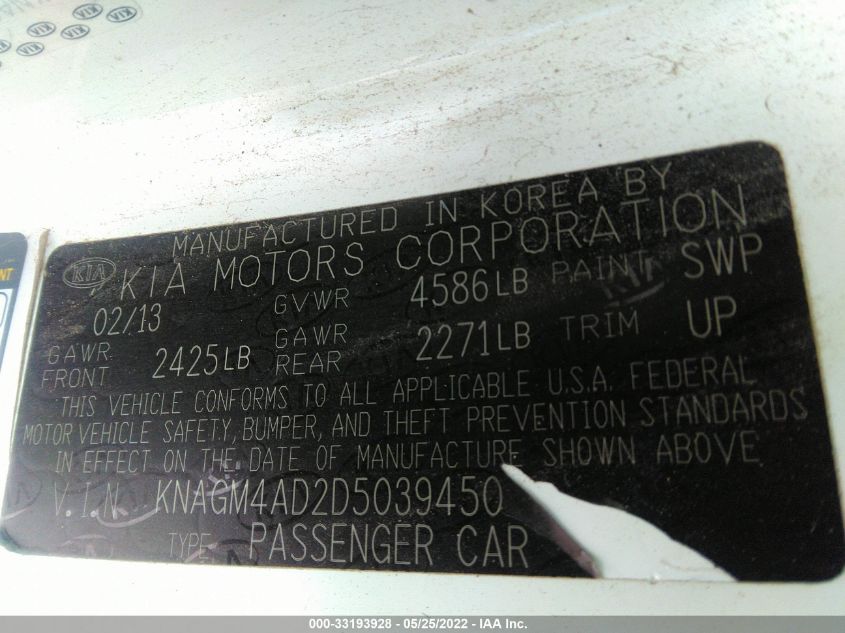 MANUFACTURED IN KOREA BY
KIA KIA MOTORS CORPORATION
02/13 GVWR 4586LB PAINT SWP
GAWR FRONT 2425LB GAWR REAR 2271LB TRIM UP
THIS VEHICLE CONFORMS TO ALL APPLICABLE U.S.A. FEDERAL
MOTOR VEHICLE SAFETY, BUMPER, AND THEFT PREVENTION STANDARDS
IN EFFECT ON THE DATE OF MANUFACTURE SHOWN ABOVE
V.I.N KNAGM4AD2D5039450
TYPE: PASSENGER CAR
000-33193928 - 05/25/2022 - IAA Inc.